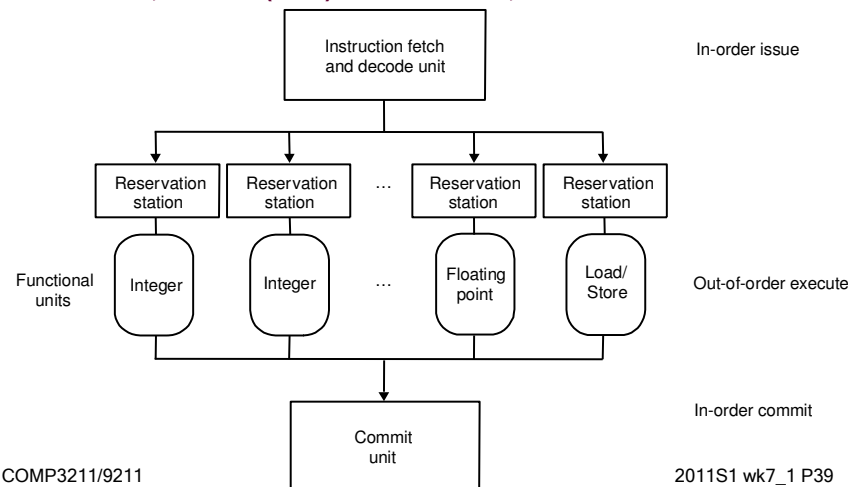 Instruction fetch
and decode unit
In-order issue
Reservation
station
Reservation
station
...
Reservation
station
Reservation
station
Functional
units
Integer
Integer
...
Floating
point
Load/
Store
Out-of-order execute
In-order commit
Commit
unit
COMP3211/9211
2011S1 wk7_1 P39